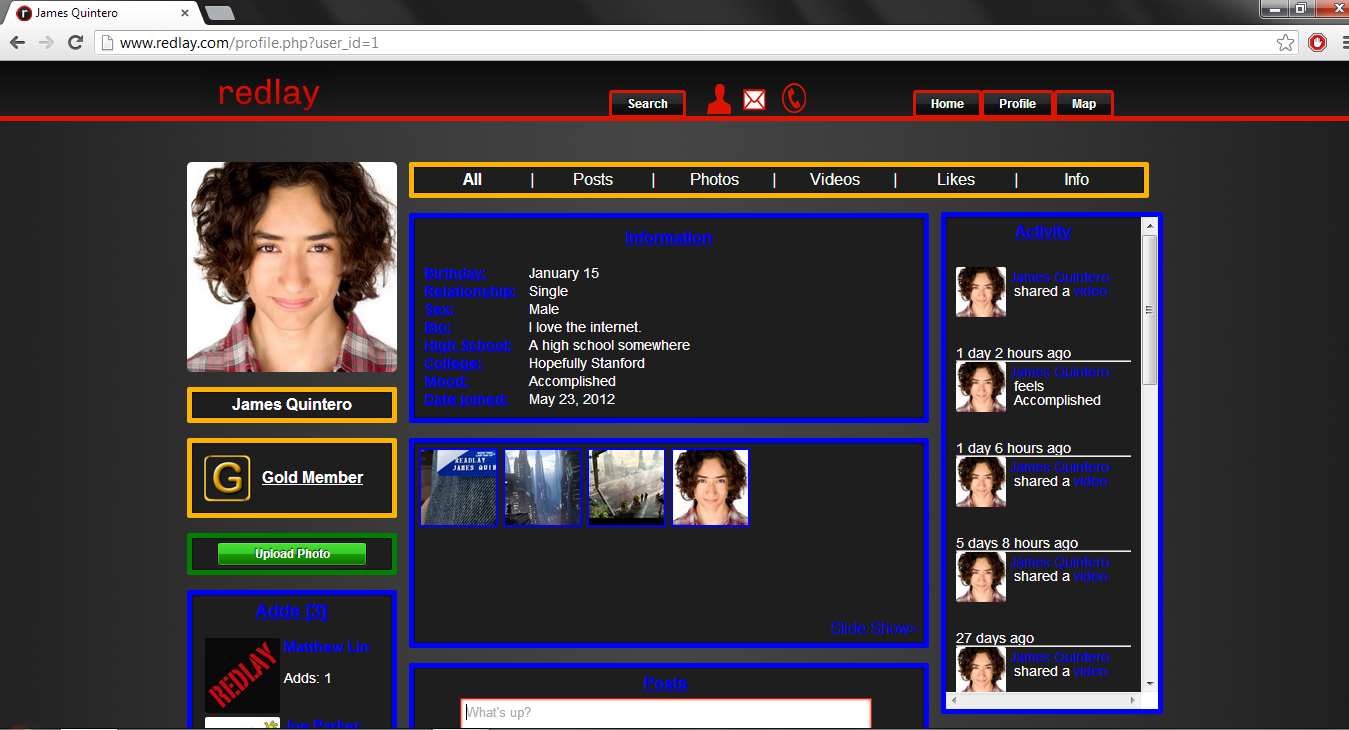 James Quintero
www.redlay.com/profile.php?user_id=1
redlay
Search
Home
Profile
Map
All | Posts | Photos | Videos | Likes | Info
James Quintero
Gold Member
Upload Photo
Adds [3]
Matthew Lin
Adds: 1
REDLAY
Joe Parker
Information
Birthday: January 15
Relationship: Single
Sex: Male
Bio: I love the internet.
High School: A high school somewhere
College: Hopefully Stanford
Mood: Accomplished
Date joined: May 23, 2012
READLAY
JAMES QUIN
Slide Show>
Posts
What's up?
Activity
James Quintero
shared a video
1 day 2 hours ago
James Quintero
feels
Accomplished
1 day 6 hours ago
James Quintero
shared a video
5 days 8 hours ago
James Quintero
shared a video
27 days ago
James Quintero
shared a video